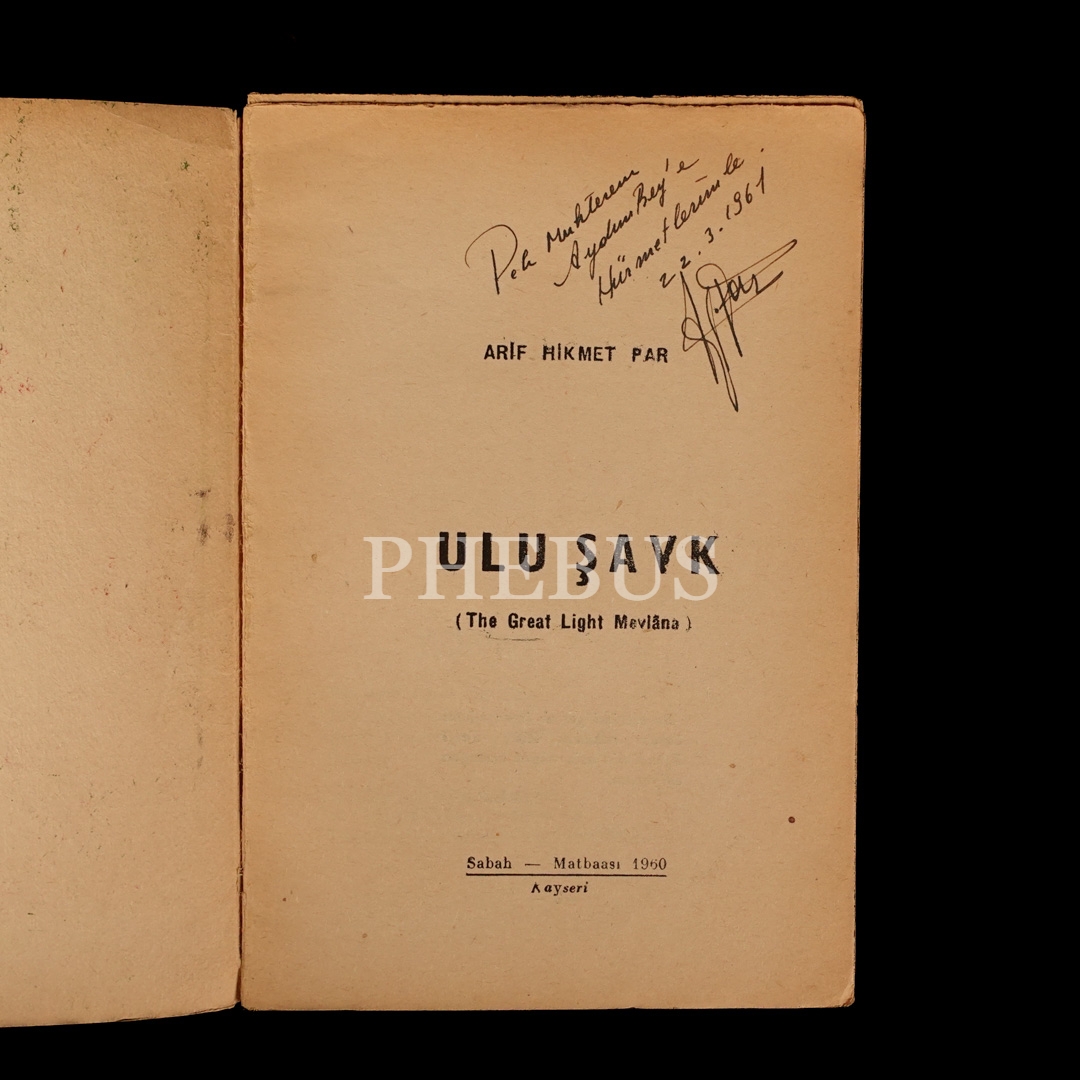 Pek Muhterem
Aydın Bey'e
Hürmetlerimle.
22.3.1961
ARİF HİKMET PAR
ULU ŞAVK
PHEBUS
(The Great Light Mevlâna)
Sabah — Matbaası 1960
Kayseri